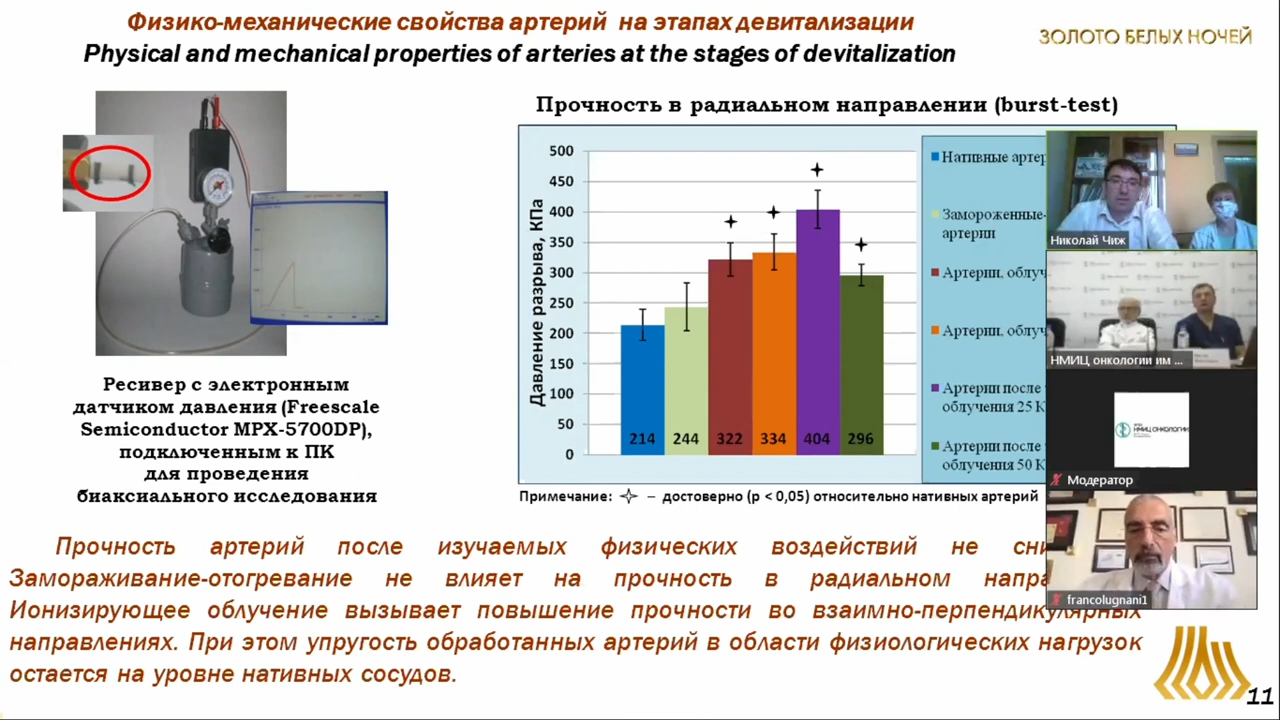 Физико-механические свойства артерий на этапах девитализации
Physical and mechanical properties of arteries at the stages of devitalization
ЗОЛОТО БЕЛЫХ НОЧЕЙ
Прочность в радиальном направлении (burst-test)
Давление разрыва, КПа
500
450
400
350
300
250
200
150
100
50
0
214
244
322
334
404
296
Нативные
Замороженные-
артерии
Артерии,
Артерии,
Артерии после
облучения 25
Артерии после
облучения 50
Примечание: – достоверно (p < 0,05) относительно нативных артерий
Ресивер с электронным
датчиком давления (Freescale
Semiconductor MPX-5700DP),
подключенным к ПК
для проведения
биаксиального исследования
Николай Чиж
НМИЦ онкологии им ...
НМИЦ ОНКОЛОГИИ
Модератор
francolugnani1
Прочность артерий после изучаемых физических воздействий не
Замораживание-отогревание не влияет на прочность в радиальном
Ионизирующее облучение вызывает повышение прочности во взаимно-перпендикулярных
направлениях. При этом упругость обработанных артерий в области физиологических нагрузок
остается на уровне нативных сосудов.
11